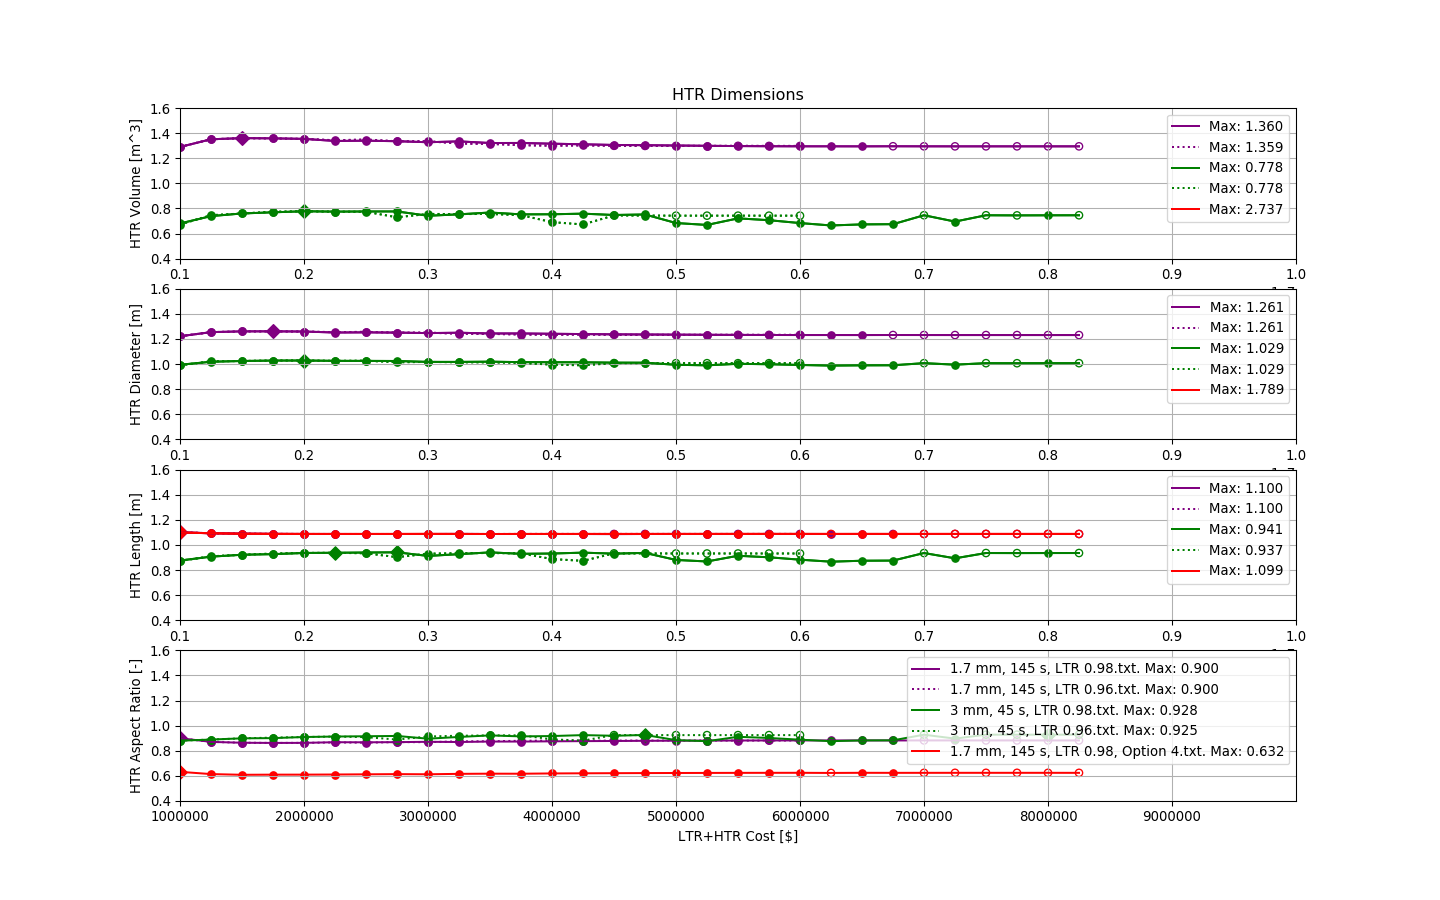 HTR Dimensions
HTR Volume [m^3]
1.6
1.4
1.2
1.0
0.8
0.6
0.4
Max: 1.360
Max: 1.359
Max: 0.778
Max: 0.778
Max: 2.737
0.1 0.2 0.3 0.4 0.5 0.6 0.7 0.8 0.9 1.0
HTR Diameter [m]
1.6
1.4
1.2
1.0
0.8
0.6
0.4
Max: 1.261
Max: 1.261
Max: 1.029
Max: 1.029
Max: 1.789
0.1 0.2 0.3 0.4 0.5 0.6 0.7 0.8 0.9 1.0
HTR Length [m]
1.6
1.4
1.2
1.0
0.8
0.6
0.4
Max: 1.100
Max: 1.100
Max: 0.941
Max: 0.937
Max: 1.099
0.1 0.2 0.3 0.4 0.5 0.6 0.7 0.8 0.9 1.0
HTR Aspect Ratio [-]
1.6
1.4
1.2
1.0
0.8
0.6
0.4
1.7 mm, 145 s, LTR 0.98.txt. Max: 0.900
1.7 mm, 145 s, LTR 0.96.txt. Max: 0.900
3 mm, 45 s, LTR 0.98.txt. Max: 0.928
3 mm, 45 s, LTR 0.96.txt. Max: 0.925
1.7 mm, 145 s, LTR 0.98, Option 4.txt. Max: 0.632
1000000 2000000 3000000 4000000 5000000 6000000 7000000 8000000 9000000
LTR+HTR Cost [$]